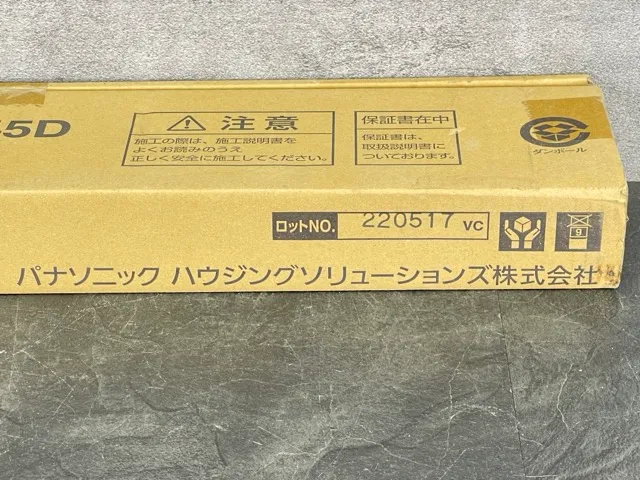 55D
注意
施工の際は、施工説明書を
よくお読みのうえ
正しく安全に施工してください。
保証書在中
保証書は、
取扱説明書に
ついております。
ダンボール
ロットNO. 220517 VC
9
パナソニック ハウジングソリューションズ株式会社